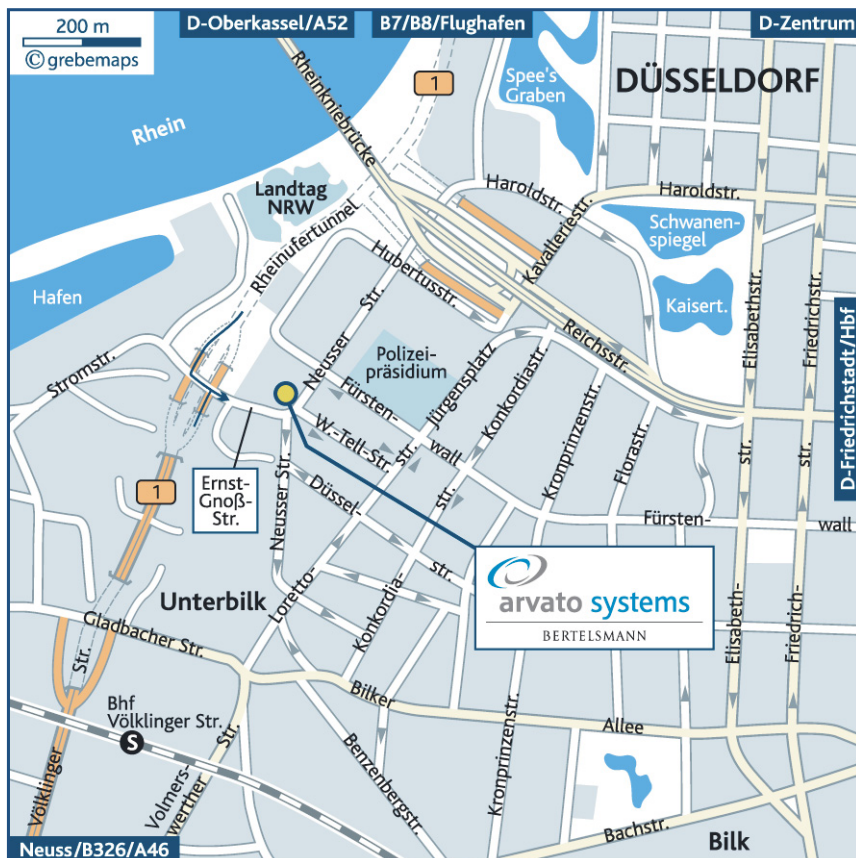 200 m
© grebemaps
D-Oberkassel/A52
B7/B8/Flughafen
D-Zentrum
1
Rhein
Rheinkniebrücke
Spee's
Graben
DÜSSELDORF
Landtag
NRW
Haroldstr.
Haroldstr.
Rheinufertunnel
Kavalleriestr.
Schwanen-
spiegel
Hafen
Hubertusstr.
Neusser Str.
Kaisert.
Elisabethstr.
Friedrichstr.
D-Friedrichstadt/Hbf
Reichsstr.
Stromstr.
Polizei-
präsidium
Jürgensplatz
Konkordiastr.
Fürsten-
wall
W.-Tell-Str.
Kronprinzenstr.
Florastr.
str.
str.
Ernst-
Gnoß-
Str.
1
Neusser Str.
Düssel-
str.
str.
str.
Fürsten-
wall
arvato systems
BERTELSMANN
Unterbilk
Loretto-
Konkordia-
Elisabeth-
Friedrich-
Gladbacher Str.
Str.
Bhf
Völklinger Str.
S
Bilker
Allee
Völklinger
Volmers-
werther
Str.
Benzenbergstr.
Kronprinzenstr.
Bachstr.
Bilk
Neuss/B326/A46